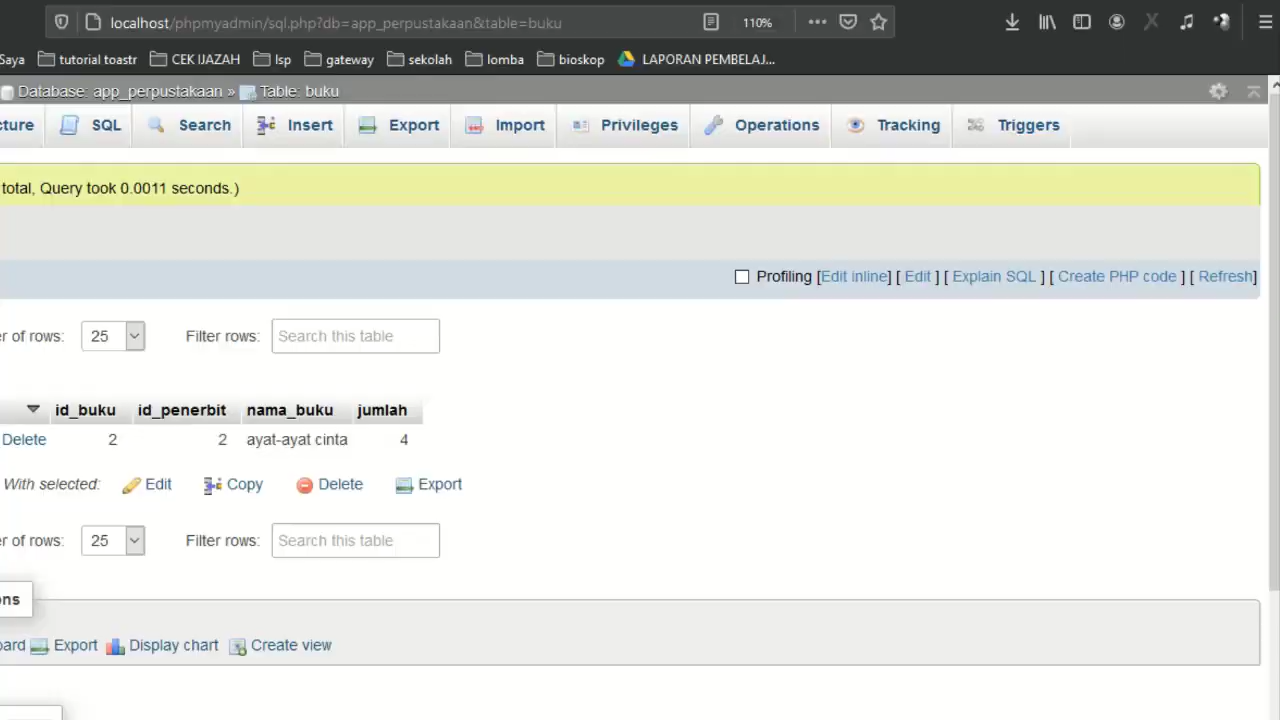 localhost/phpmyadmin/sql.php?db=app_perpustakaan&table=buku 110%
Saya tutorial toastr CEK IJAZAH lsp gateway sekolah lomba bioskop LAPORAN PEMBELAJ...
Database: app_perpustakaan » Table: buku
cture SQL Search Insert Export Import Privileges Operations Tracking Triggers
total, Query took 0.0011 seconds.)
Profiling [Edit inline] [ Edit ] [ Explain SQL ] [ Create PHP code ] [ Refresh]
er of rows: 25 Filter rows: Search this table
id_buku id_penerbit nama_buku jumlah
Delete 2 2 ayat-ayat cinta 4
With selected: Edit Copy Delete Export
er of rows: 25 Filter rows: Search this table
ons
oard Export Display chart Create view